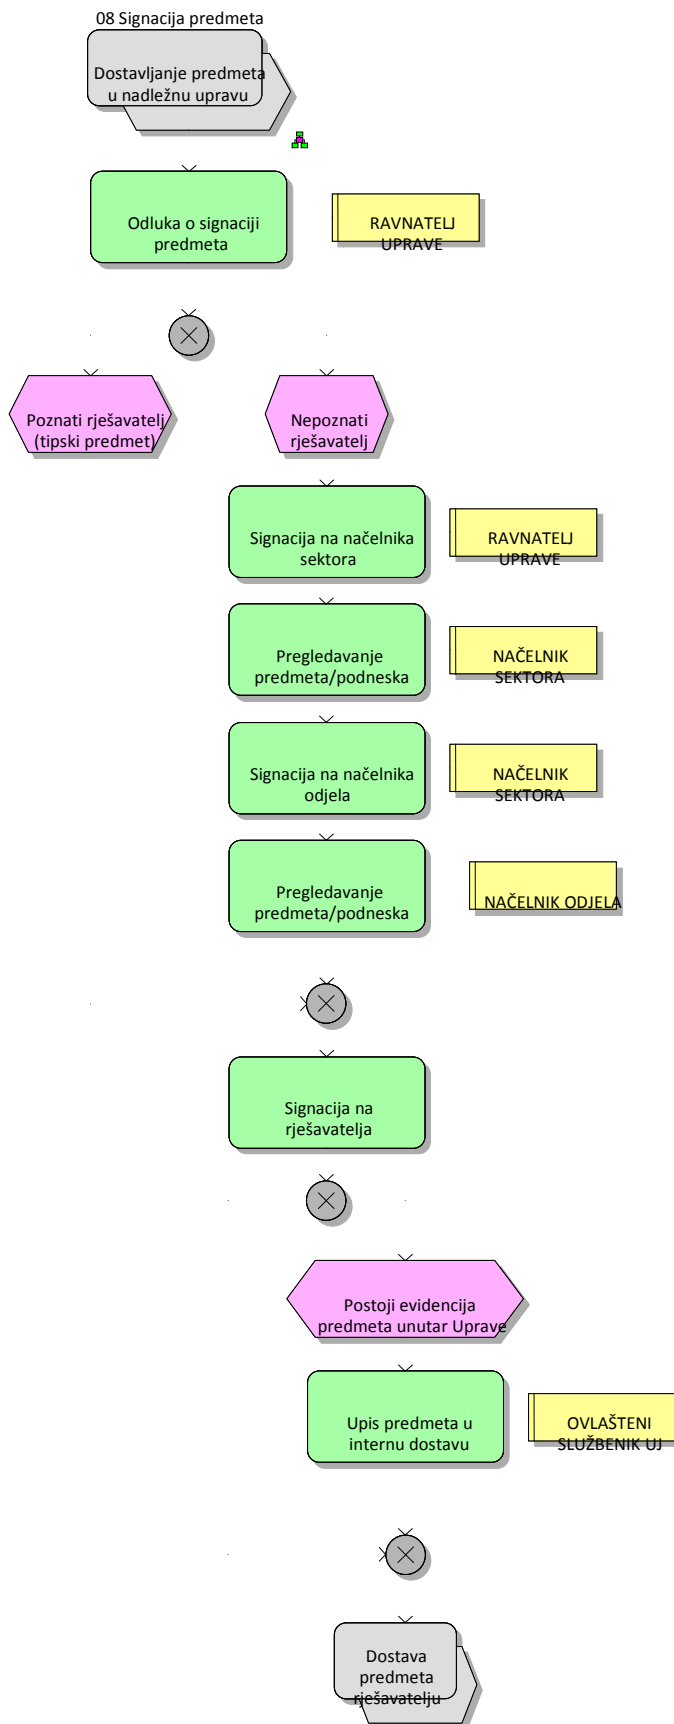 08 Signacija predmeta
Dostavljanje predmeta
u nadležnu upravu
Odluka o signaciji
predmeta
RAVNATELJ
UPRAVE
Poznati rješavatelj
(tipski predmet)
Nepoznati
rješavatelj
Signacija na načelnika
sektora
RAVNATELJ
UPRAVE
Pregledavanje
predmeta/podneska
NAČELNIK
SEKTORA
Signacija na načelnika
odjela
NAČELNIK
SEKTORA
Pregledavanje
predmeta/podneska
NAČELNIK ODJELA
Signacija na
rješavatelja
Postoji evidencija
predmeta unutar Uprave
Upis predmeta u
internu dostavu
OVLAŠTENI
SLUŽBENIK UJ
Dostava
predmeta
rješavatelju